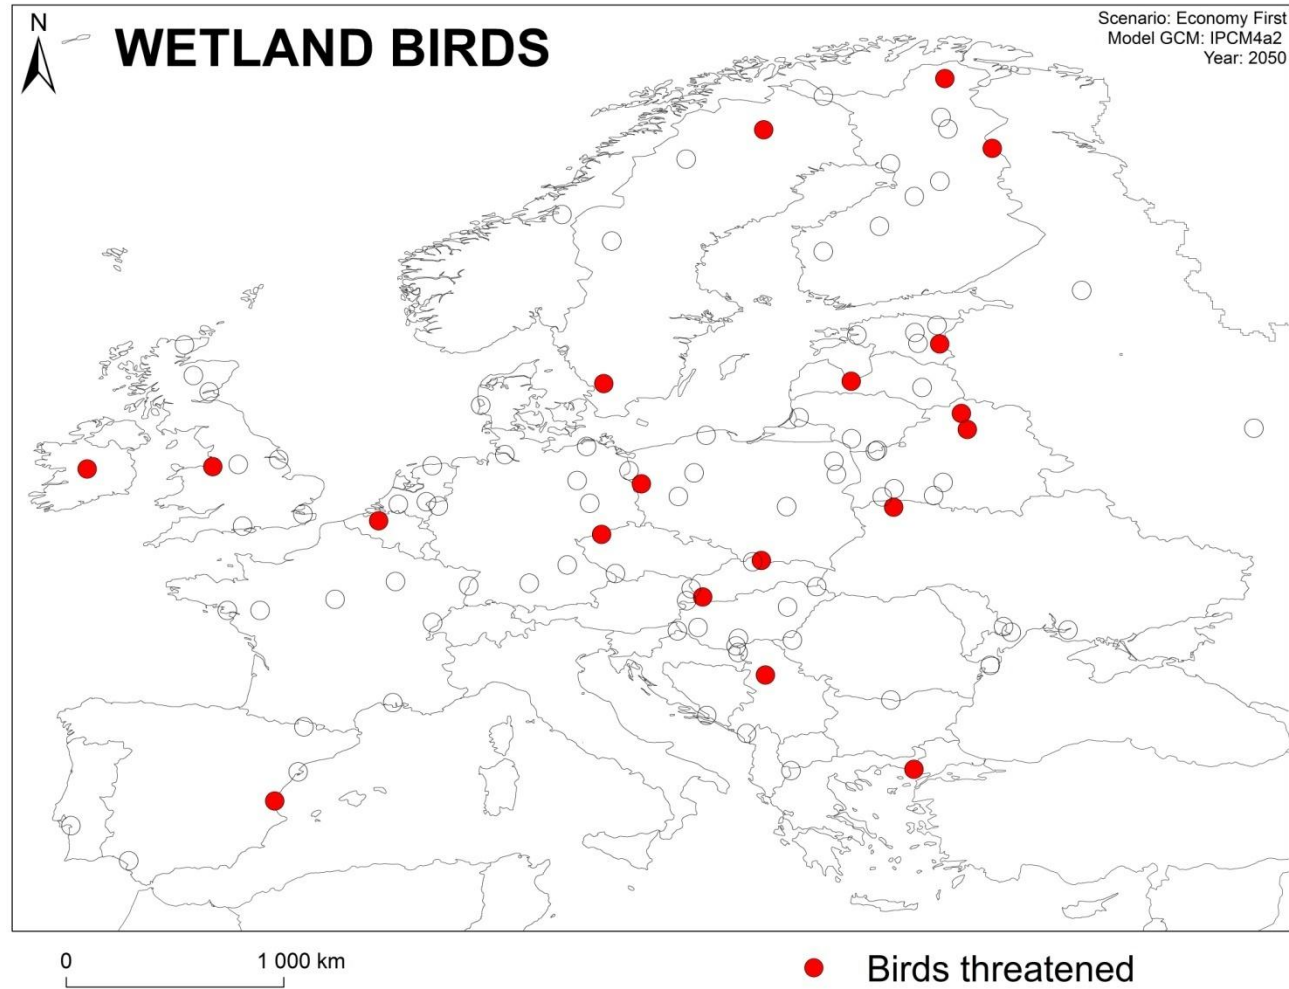 N
WETLAND BIRDS
Scenario: Economy First
Model GCM: IPCM4a2
Year: 2050
0 1 000 km
Birds threatened